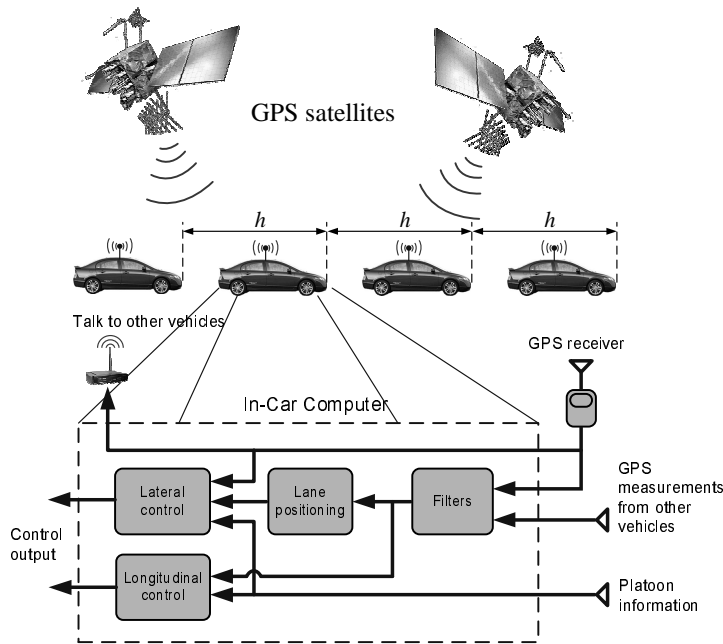 GPS satellites
h
h
h
Talk to other vehicles
GPS receiver
In-Car Computer
Lateral
control
Lane
positioning
Filters
GPS
measurements
from other
vehicles
Control
output
Longitudinal
control
Platoon
information